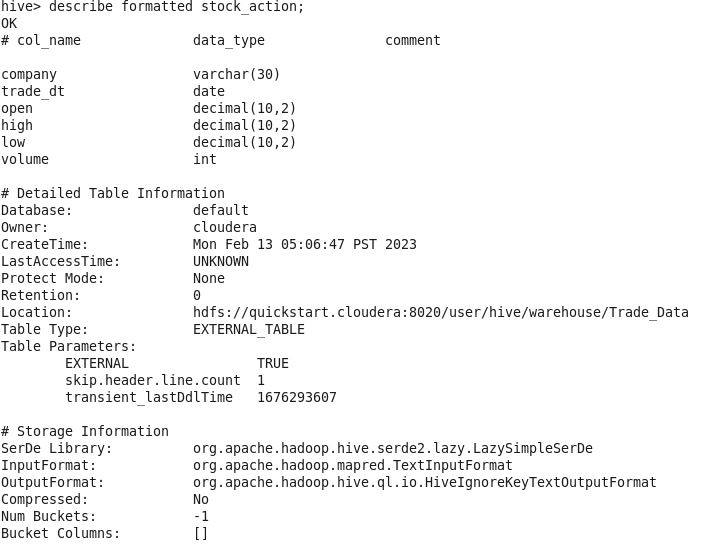 hive> describe formatted stock_action;
OK
# col_name data_type comment
company varchar(30)
trade_dt date
open decimal(10,2)
high decimal(10,2)
low decimal(10,2)
volume int
# Detailed Table Information
Database: default
Owner: cloudera
CreateTime: Mon Feb 13 05:06:47 PST 2023
LastAccessTime: UNKNOWN
Protect Mode: None
Retention: 0
Location: hdfs://quickstart.cloudera:8020/user/hive/warehouse/Trade_Data
Table Type: EXTERNAL_TABLE
Table Parameters:
EXTERNAL TRUE
skip.header.line.count 1
transient_lastDdlTime 1676293607
# Storage Information
SerDe Library: org.apache.hadoop.hive.serde2.lazy.LazySimpleSerDe
InputFormat: org.apache.hadoop.mapred.TextInputFormat
OutputFormat: org.apache.hadoop.hive.ql.io.HiveIgnoreKeyTextOutputFormat
Compressed: No
Num Buckets: -1
Bucket Columns: []